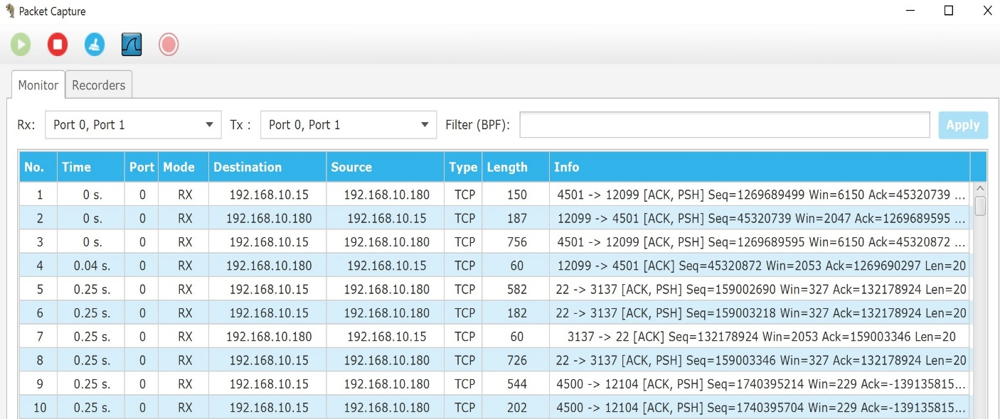 Packet Capture
Monitor Recorders
Rx: Port 0, Port 1 Tx : Port 0, Port 1 Filter (BPF): Apply
No. Time Port Mode Destination Source Type Length Info
1 0 s. 0 RX 192.168.10.15 192.168.10.180 TCP 150 4501 -> 12099 [ACK, PSH] Seq=1269689499 Win=6150 Ack=45320739 ...
2 0 s. 0 RX 192.168.10.180 192.168.10.15 TCP 187 12099 -> 4501 [ACK, PSH] Seq=45320739 Win=2047 Ack=1269689595 ...
3 0 s. 0 RX 192.168.10.15 192.168.10.180 TCP 756 4501 -> 12099 [ACK, PSH] Seq=1269689595 Win=6150 Ack=45320872 ...
4 0.04 s. 0 RX 192.168.10.180 192.168.10.15 TCP 60 12099 -> 4501 [ACK] Seq=45320872 Win=2053 Ack=1269690297 Len=20
5 0.25 s. 0 RX 192.168.10.15 192.168.10.180 TCP 582 22 -> 3137 [ACK, PSH] Seq=159002690 Win=327 Ack=132178924 Len=20
6 0.25 s. 0 RX 192.168.10.15 192.168.10.180 TCP 182 22 -> 3137 [ACK, PSH] Seq=159003218 Win=327 Ack=132178924 Len=20
7 0.25 s. 0 RX 192.168.10.180 192.168.10.15 TCP 60 3137 -> 22 [ACK] Seq=132178924 Win=2053 Ack=159003346 Len=20
8 0.25 s. 0 RX 192.168.10.15 192.168.10.180 TCP 726 22 -> 3137 [ACK, PSH] Seq=159003346 Win=327 Ack=132178924 Len=20
9 0.25 s. 0 RX 192.168.10.15 192.168.10.180 TCP 544 4500 -> 12104 [ACK, PSH] Seq=1740395214 Win=229 Ack=-139135815...
10 0.25 s. 0 RX 192.168.10.15 192.168.10.180 TCP 202 4500 -> 12104 [ACK, PSH] Seq=1740395704 Win=229 Ack=-139135815...